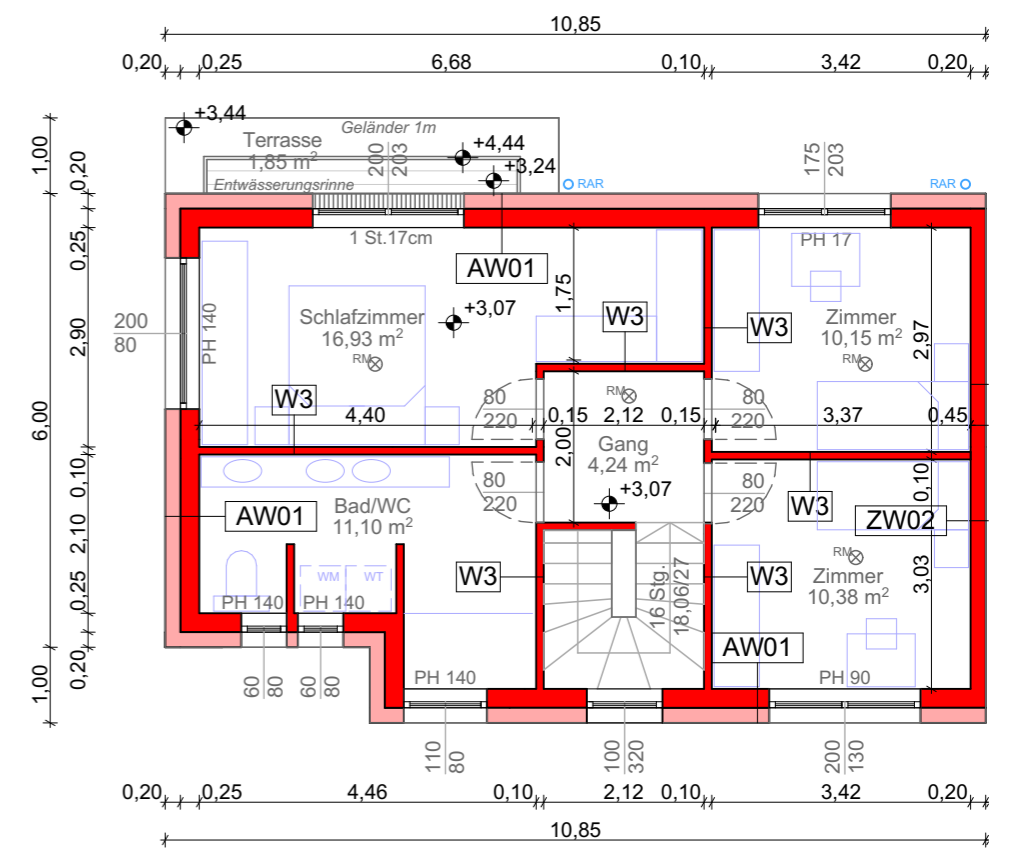 10,85
0,20 0,25 6,68 0,10 3,42 0,20
+3,44
Geländer 1m
Terrasse
1,85 m²
200
203
+4,44
+3,24
Entwässerungsrinne
RAR
175
203
RAR
1,00
0,20
0,25
2,90
6,00
0,10
2,10
0,25
0,20
1,00
1 St.17cm
AW01
PH 17
1,75
200
80
PH 140
Schlafzimmer
16,93 m²
RM
+3,07
W3
W3
Zimmer
10,15 m²
RM
2,97
W3
RM
80
220
80
220
4,40 0,15 2,12 0,15 3,37 0,45
2,00
Gang
4,24 m²
+3,07
80
220
80
220
0,10
W3
ZW02
AW01
Bad/WC
11,10 m²
WM
WT
W3
W3
RM
Zimmer
10,38 m²
3,03
16 Stg.
18,06/27
PH 140
PH 140
AW01
PH 140
PH 90
60
80
60
80
110
80
100
320
200
130
0,20 0,25 4,46 0,10 2,12 0,10 3,42 0,20
10,85